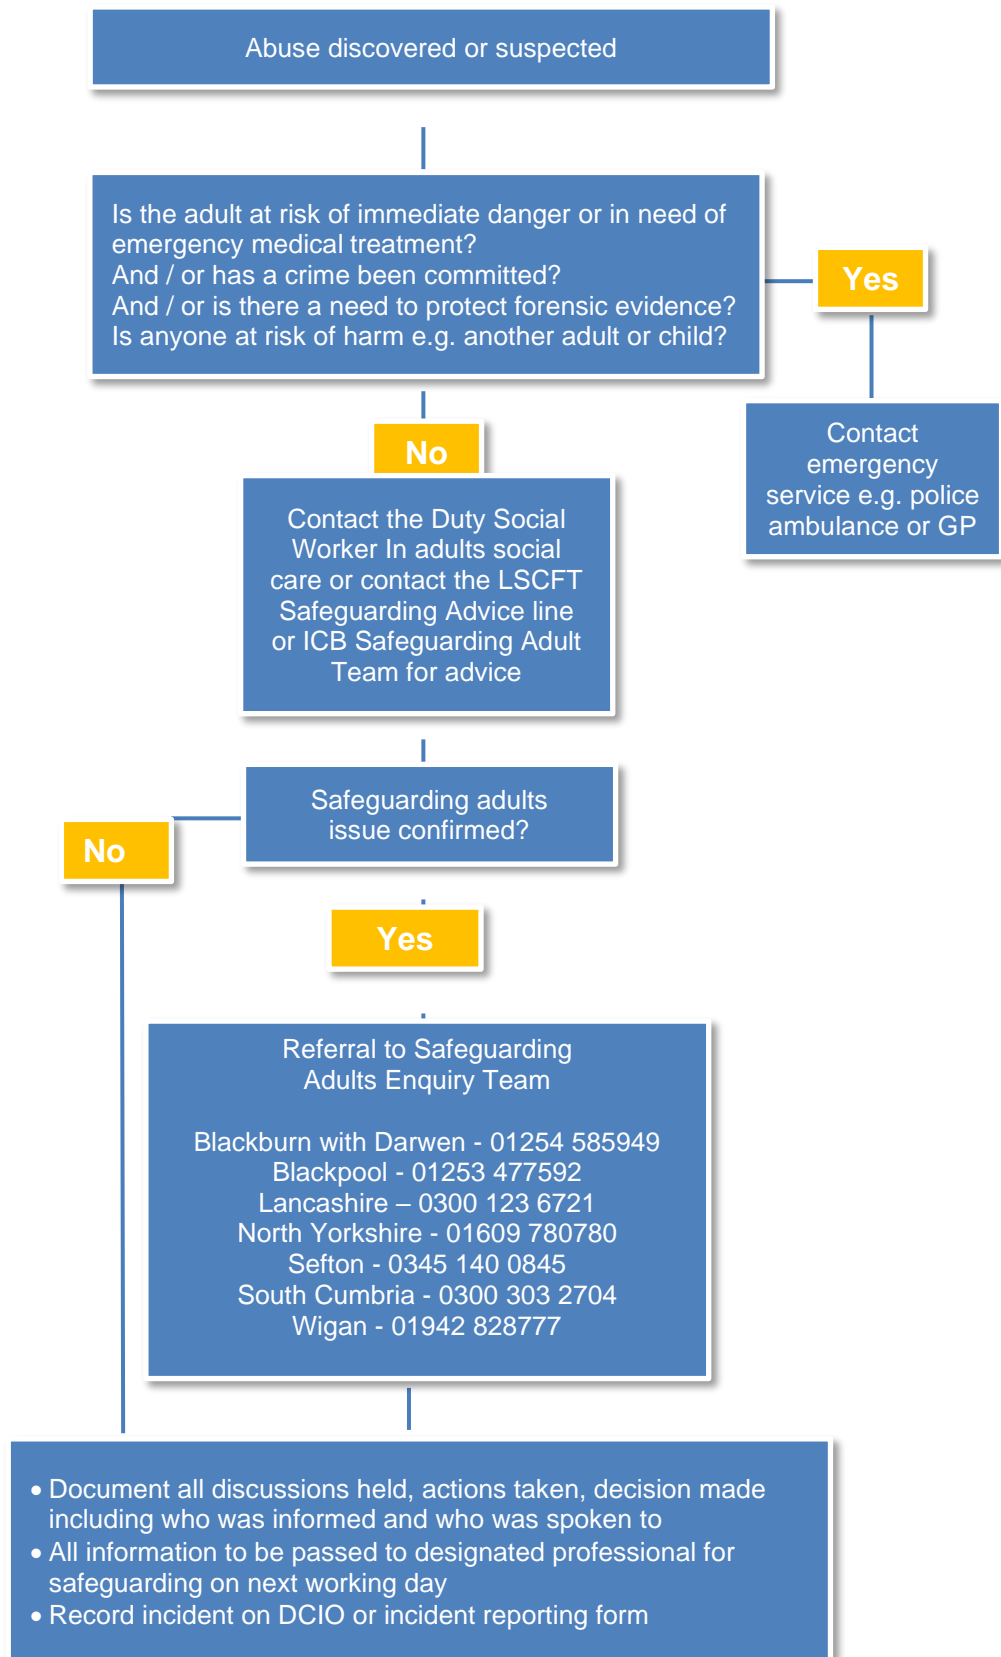 Abuse discovered or suspected
Is the adult at risk of immediate danger or in need of
emergency medical treatment?
And / or has a crime been committed?
And / or is there a need to protect forensic evidence?
Is anyone at risk of harm e.g. another adult or child?
Yes
Contact
emergency
service e.g. police
ambulance or GP
No
Contact the Duty Social
Worker In adults social
care or contact the LSCFT
Safeguarding Advice line
or ICB Safeguarding Adult
Team for advice
Safeguarding adults
issue confirmed?
No
Yes
Referral to Safeguarding
Adults Enquiry Team
Blackburn with Darwen - 01254 585949
Blackpool - 01253 477592
Lancashire – 0300 123 6721
North Yorkshire - 01609 780780
Sefton - 0345 140 0845
South Cumbria - 0300 303 2704
Wigan - 01942 828777
• Document all discussions held, actions taken, decision made
including who was informed and who was spoken to
• All information to be passed to designated professional for
safeguarding on next working day
• Record incident on DCIO or incident reporting form